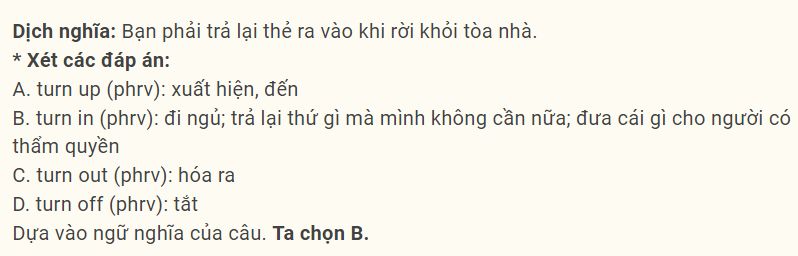 Dịch nghĩa: Bạn phải trả lại thẻ ra vào khi rời khỏi tòa nhà.
* Xét các đáp án:
A. turn up (phrv): xuất hiện, đến
B. turn in (phrv): đi ngủ; trả lại thứ gì mà mình không cần nữa; đưa cái gì cho người có
thẩm quyền
C. turn out (phrv): hóa ra
D. turn off (phrv): tắt
Dựa vào ngữ nghĩa của câu. Ta chọn B.